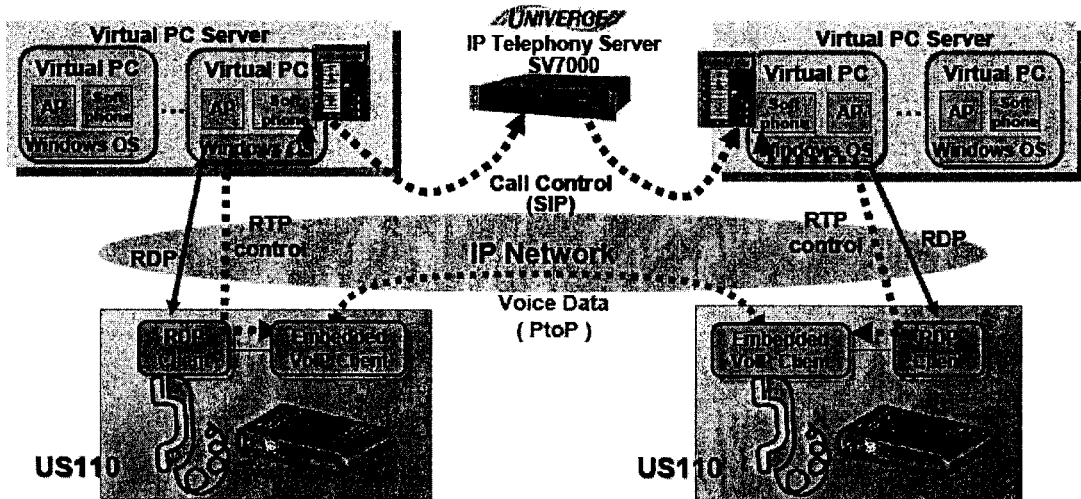 UNIVERGE
IP Telephony Server
SV7000
Virtual PC Server
Virtual PC
AP
Soft
phone
...
Windows OS
Virtual PC
AP
Soft
phone
Windows OS
Virtual PC Server
Virtual PC
Soft
phone
AP
Windows OS
...
Virtual PC
AP
Soft
phone
Windows OS
Call Control
(SIP)
RDP
RTP
control
IP Network
RTP
control
RDP
Voice Data
( PtoP )
RDP
Client
Embedded
VoIP Client
US110
Embedded
VoIP Client
RDP
Client
US110